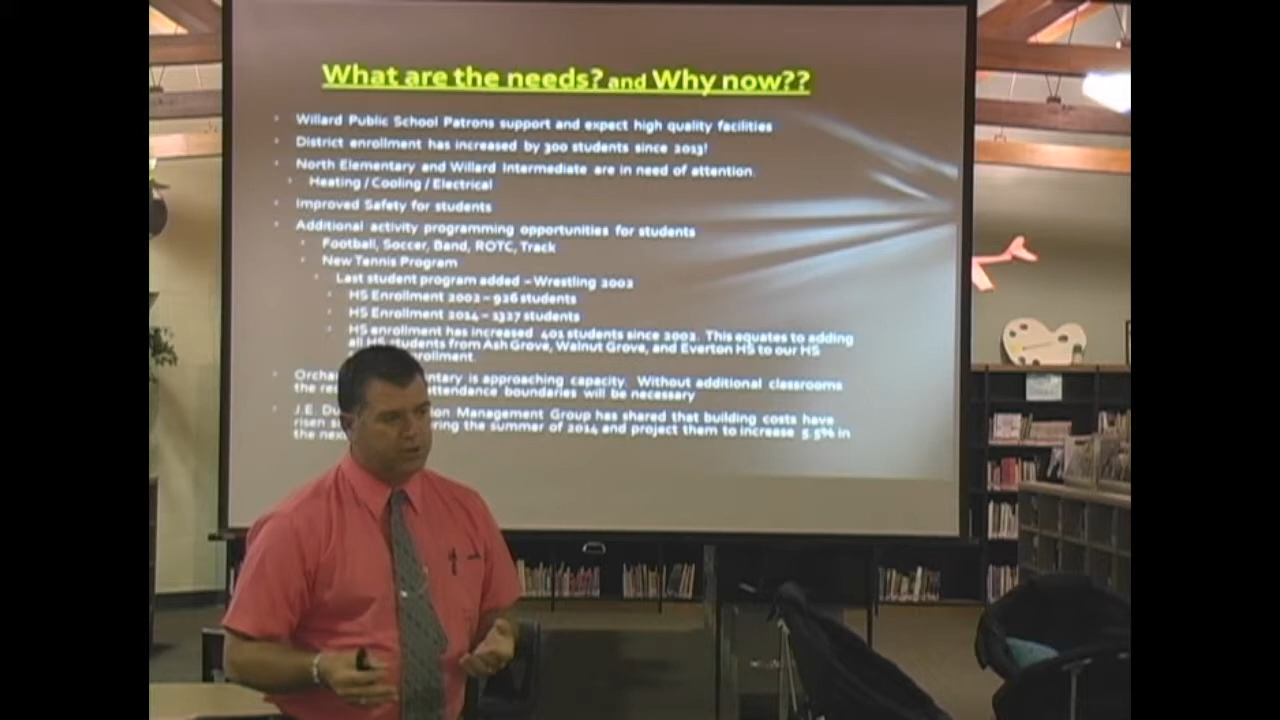 What are the needs? and Why now??
Willard Public School Patrons support and expect high quality facilities
District enrollment has increased by 300 students since 2013!
North Elementary and Willard Intermediate are in need of attention.
Heating / Cooling / Electrical
Improved Safety for students
Additional activity programming opportunities for students
Football, Soccer, Band, ROTC, Track
New Tennis Program
Last student program added – Wrestling 2002
HS Enrollment 2002 – 926 students
HS Enrollment 2014 – 1327 students
HS enrollment has increased 401 students since 2002. This equates to adding
all HS students from Ash Grove, Walnut Grove, and Everton HS to our HS
is approaching capacity. Without additional classrooms
the attendance boundaries will be necessary
J.E. Management Group has shared that building costs have
risen the summer of 2014 and project them to increase 5.5% in
the